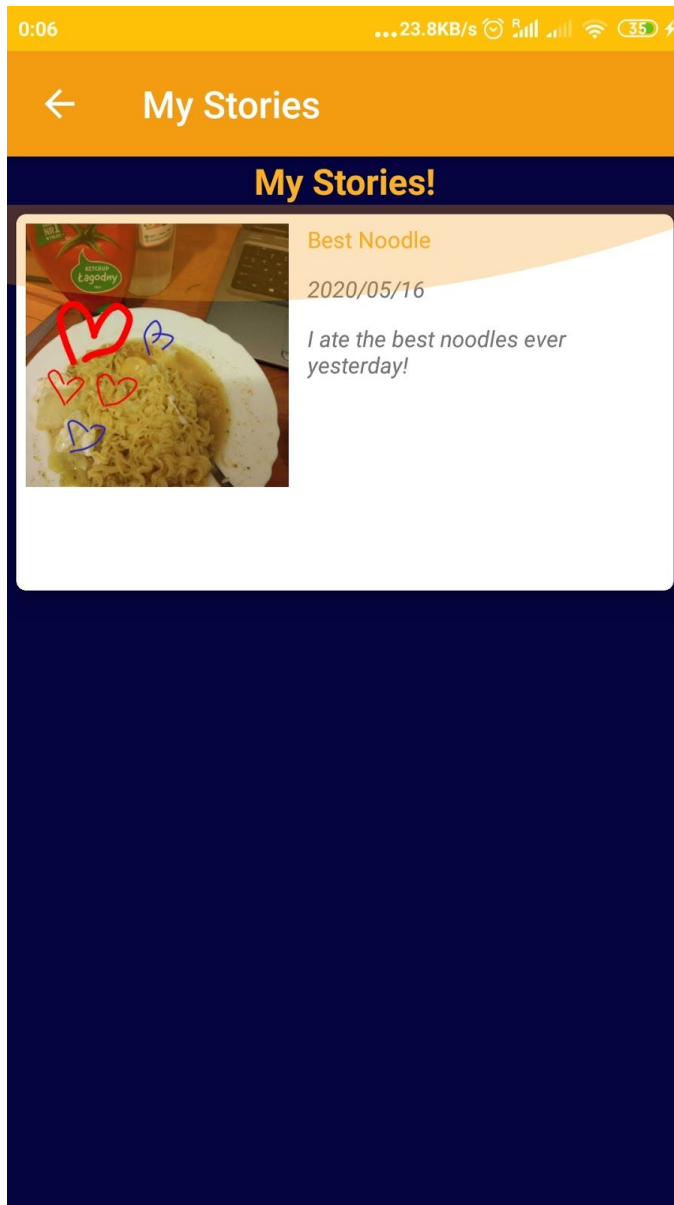 0:06
...23.8KB/s R 35
My Stories
My Stories!
NR1
KETCHUP
Łagodny
Best Noodle
2020/05/16
I ate the best noodles ever
yesterday!